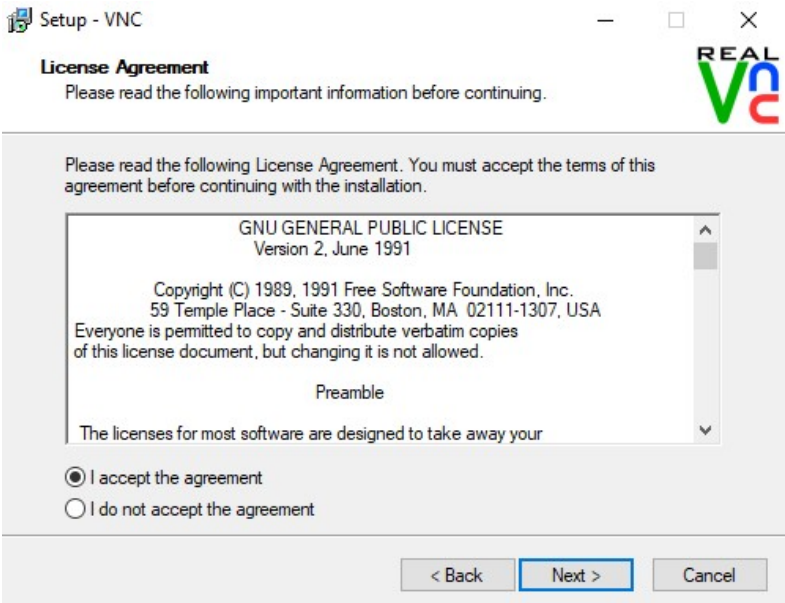 Setup - VNC
License Agreement
Please read the following important information before continuing.
REAL
VNC
Please read the following License Agreement. You must accept the terms of this
agreement before continuing with the installation.
GNU GENERAL PUBLIC LICENSE
Version 2, June 1991
Copyright (C) 1989, 1991 Free Software Foundation, Inc.
59 Temple Place - Suite 330, Boston, MA 02111-1307, USA
Everyone is permitted to copy and distribute verbatim copies
of this license document, but changing it is not allowed.
Preamble
The licenses for most software are designed to take away your
I accept the agreement
I do not accept the agreement
< Back Next > Cancel